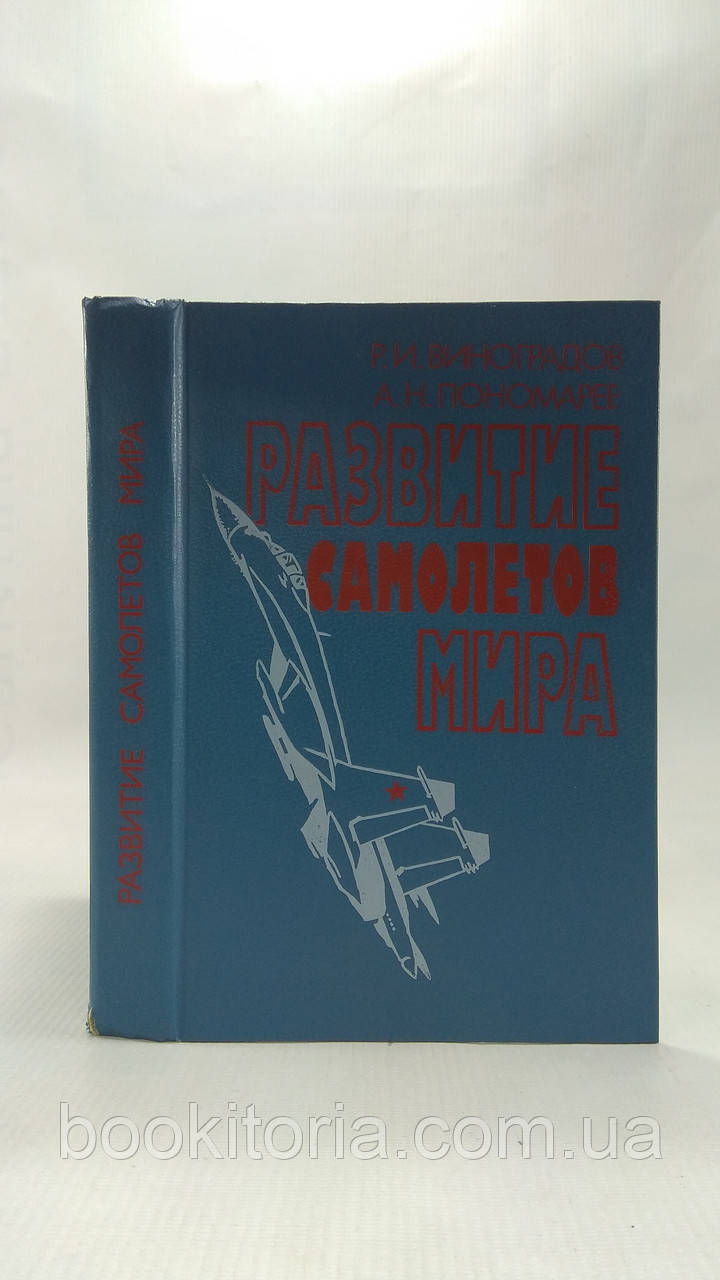 РАЗВИТИЕ САМОЛЕТОВ МИРА
Р. И. ВИНОГРАДОВ
А. Н. ПОНОМАРЕВ
РАЗВИТИЕ
САМОЛЕТОВ
МИРА
bookitoria.com.ua